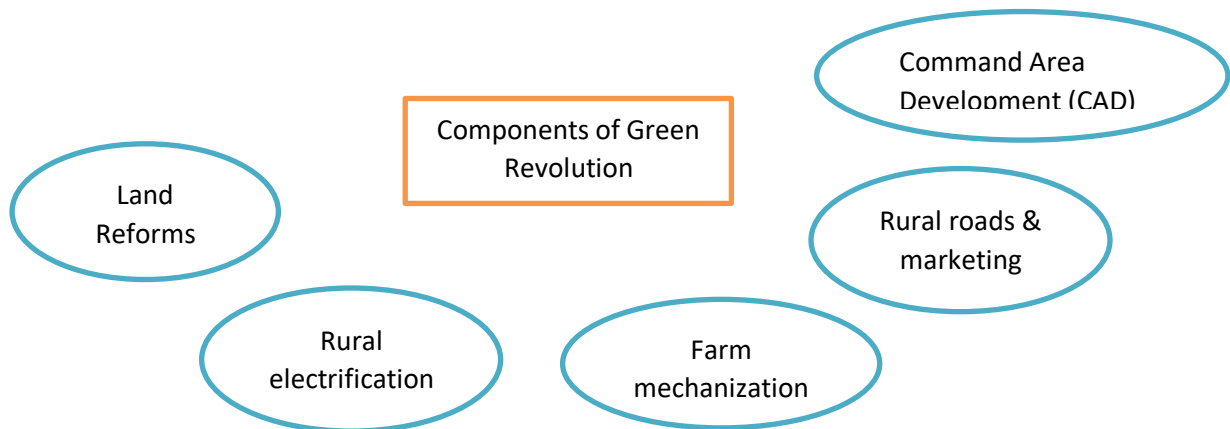 Components of Green
Revolution
Command Area
Development (CAD)
Land
Reforms
Rural roads &
marketing
Rural
electrification
Farm
mechanization